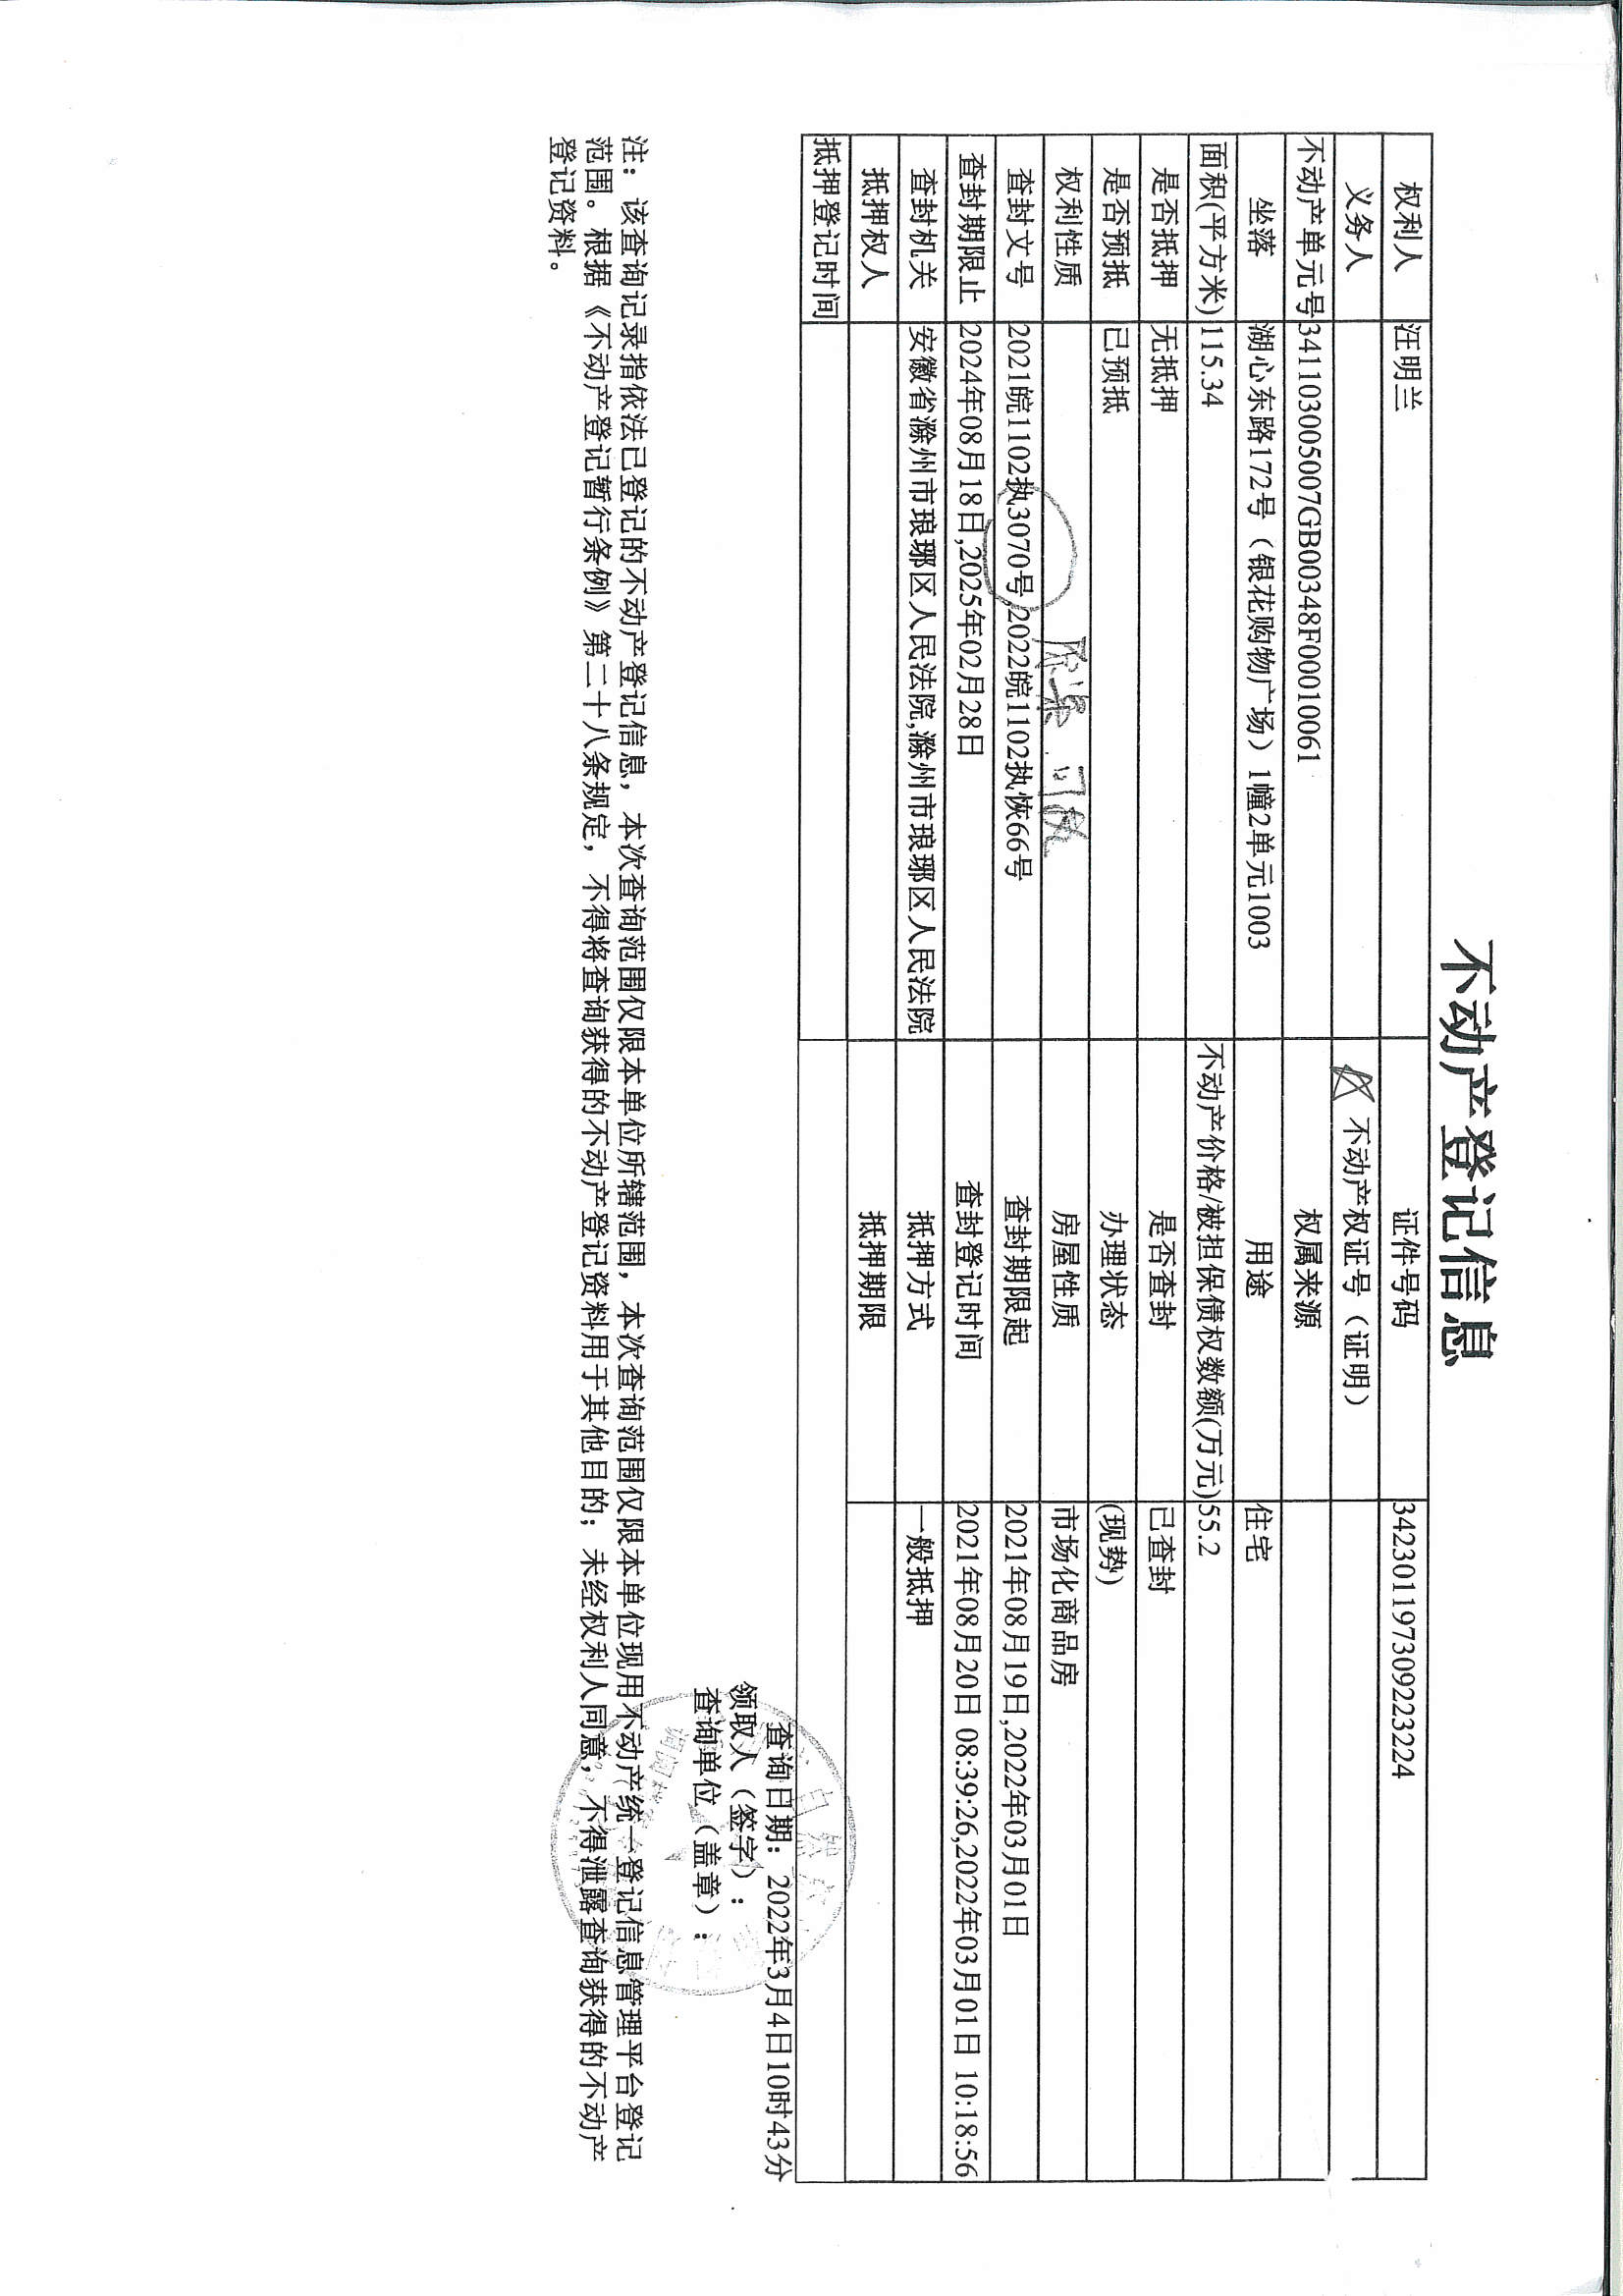 不动产登记信息
权利人 汪明兰 证件号码 342301197309223224
义务人 不动产权证号（证明）
不动产单元号 341103005007GB00348F00010061 权属来源
坐落 湖心东路172号（银花购物广场）1幢2单元1003 用途 住宅
面积(平方米) 115.34 不动产价格/被担保债权数额(万元) 55.2
是否抵押 无抵押 是否查封 已查封
是否预抵 已预抵 办理状态 (现势)
权利性质 房屋性质 市场化商品房
查封文号 2021皖1102执3070号,2022皖1102执恢66号 查封期限起 2021年08月19日,2022年03月01日
查封期限止 2024年08月18日,2025年02月28日 查封登记时间 2021年08月20日 08:39:26,2022年03月01日 10:18:56
查封机关 安徽省滁州市琅琊区人民法院,滁州市琅琊区人民法院 抵押方式 一般抵押
抵押权人 抵押期限
抵押登记时间
查询日期：2022年3月4日10时43分
领取人（签字）:
查询单位（盖章）:
注：该查询记录指依法已登记的不动产登记信息，本次查询范围仅限本单位所辖范围，本次查询范围仅限本单位现用不动产统一登记信息管理平台登记
范围。根据《不动产登记暂行条例》第二十八条规定，不得将查询获得的不动产登记资料用于其他目的；未经权利人同意，不得泄露查询获得的不动产
登记资料。